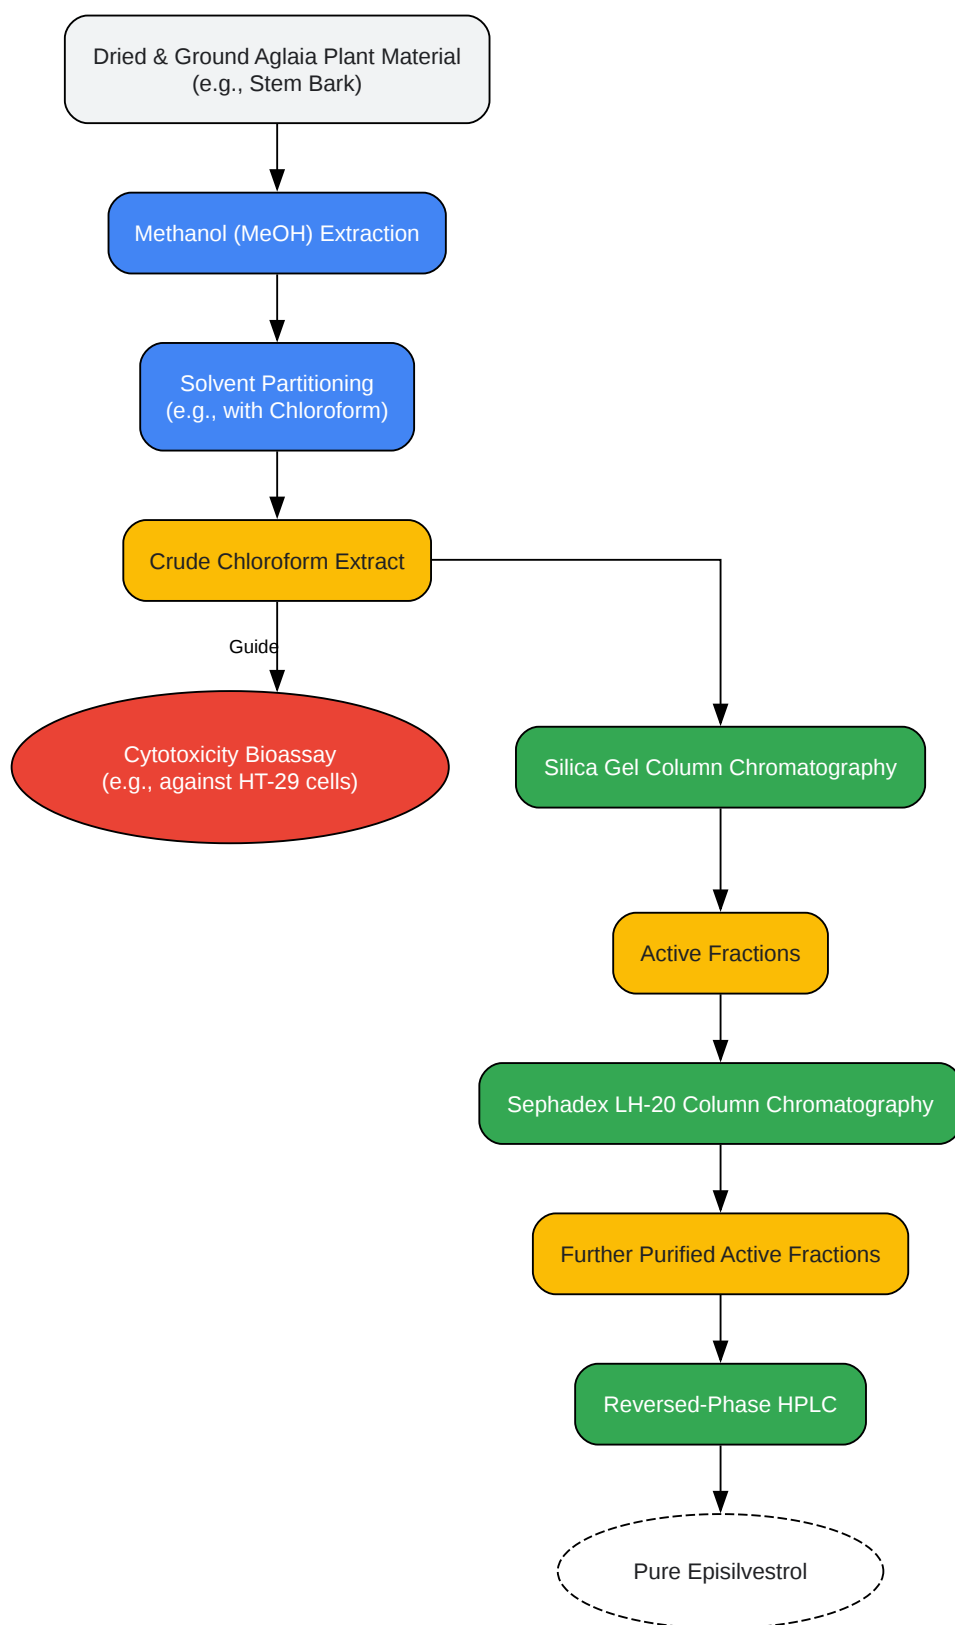 Dried & Ground Aglaia Plant Material
(e.g., Stem Bark)
Methanol (MeOH) Extraction
Solvent Partitioning
(e.g., with Chloroform)
Crude Chloroform Extract
Guide
Cytotoxicity Bioassay
(e.g., against HT-29 cells)
Silica Gel Column Chromatography
Active Fractions
Sephadex LH-20 Column Chromatography
Further Purified Active Fractions
Reversed-Phase HPLC
Pure Episilvestrol